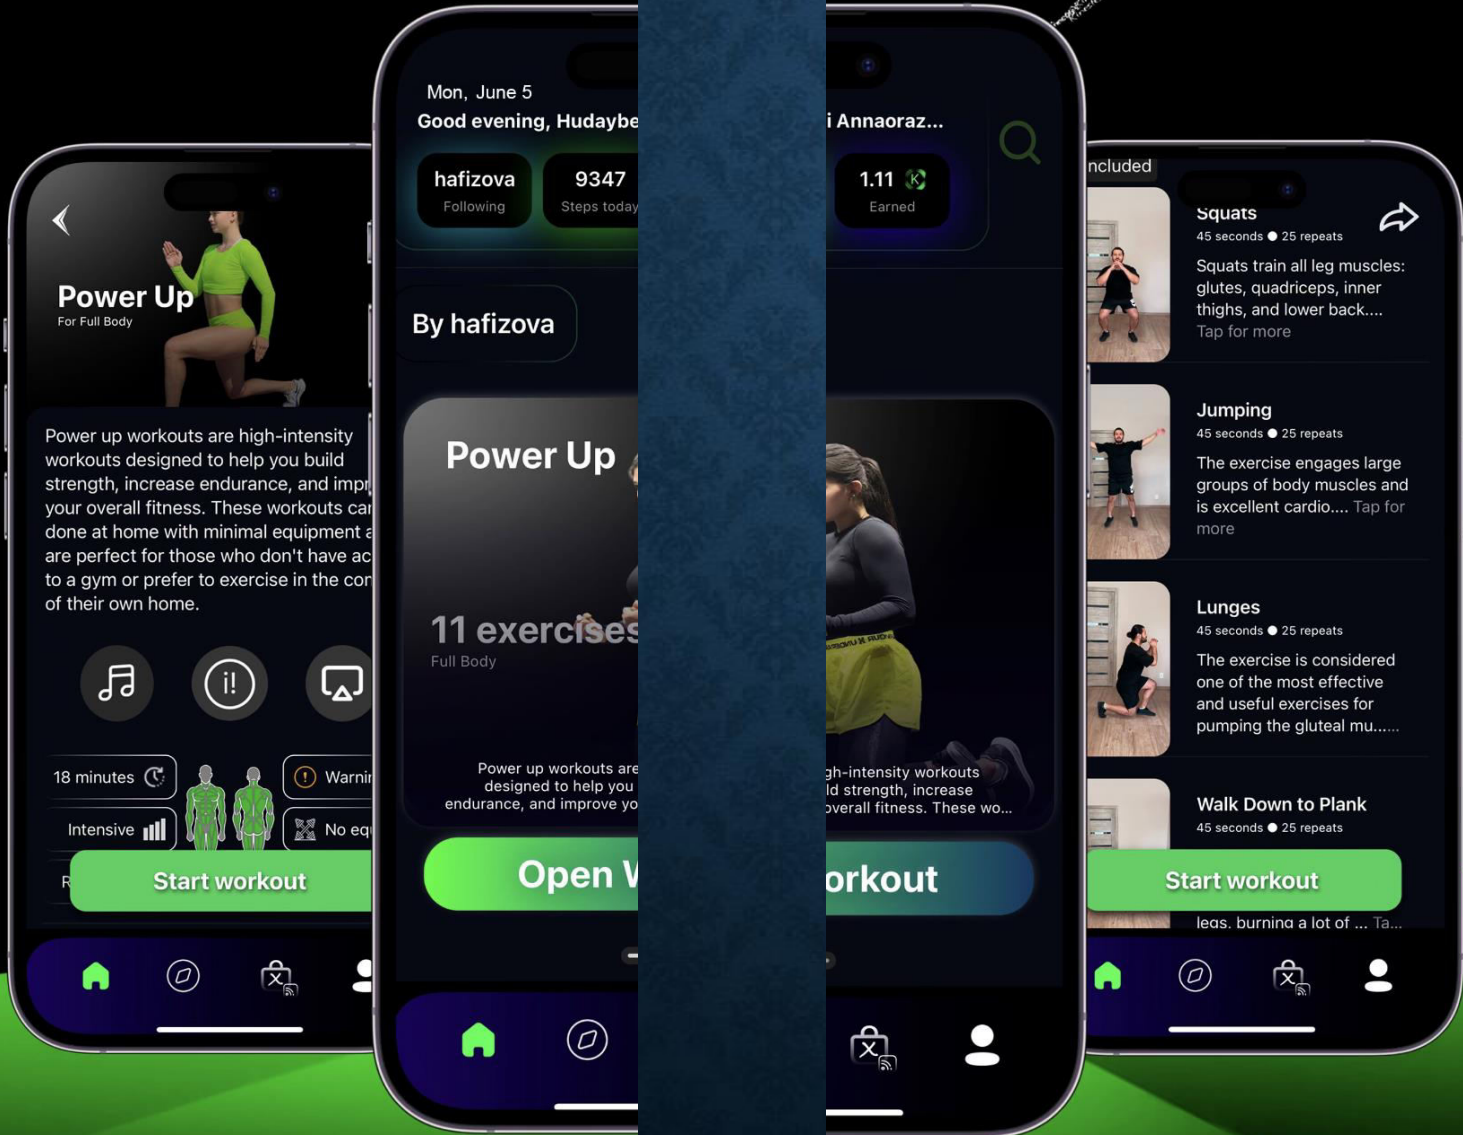 Power Up
For Full Body
Power up workouts are high-intensity
workouts designed to help you build
strength, increase endurance, and impr
your overall fitness. These workouts can
done at home with minimal equipment a
are perfect for those who don't have ac
to a gym or prefer to exercise in the com
of their own home.
18 minutes
Warnin
Intensive
No equ
R
Start workout
Mon, June 5
Good evening, Hudaybe
i Annaoraz...
hafizova
Following
9347
Steps today
1.11
Earned
By hafizova
Power Up
11 exercises
Full Body
Power up workouts are
gh-intensity workouts
designed to help you
ld strength, increase
endurance, and improve yo
overall fitness. These wo...
Open W
orkout
ncluded
Squats
45 seconds ● 25 repeats
Squats train all leg muscles:
glutes, quadriceps, inner
thighs, and lower back....
Tap for more
Jumping
45 seconds ● 25 repeats
The exercise engages large
groups of body muscles and
is excellent cardio.... Tap for
more
Lunges
45 seconds ● 25 repeats
The exercise is considered
one of the most effective
and useful exercises for
pumping the gluteal mu......
Walk Down to Plank
45 seconds ● 25 repeats
Start workout
legs, burning a lot of ... Ta...